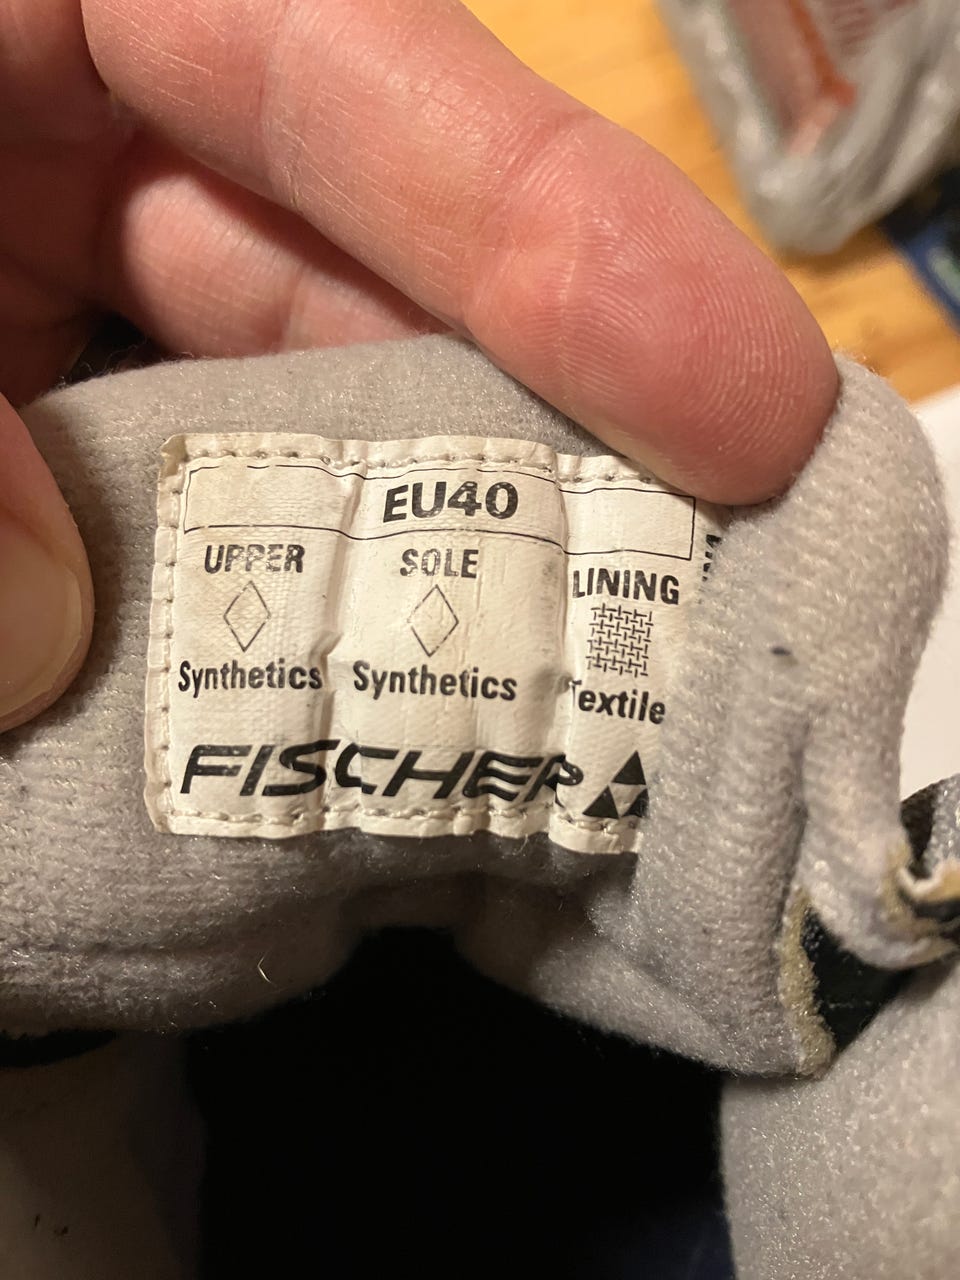 EU40
UPPER SOLE LINING
Synthetics Synthetics Textile
FISCHER